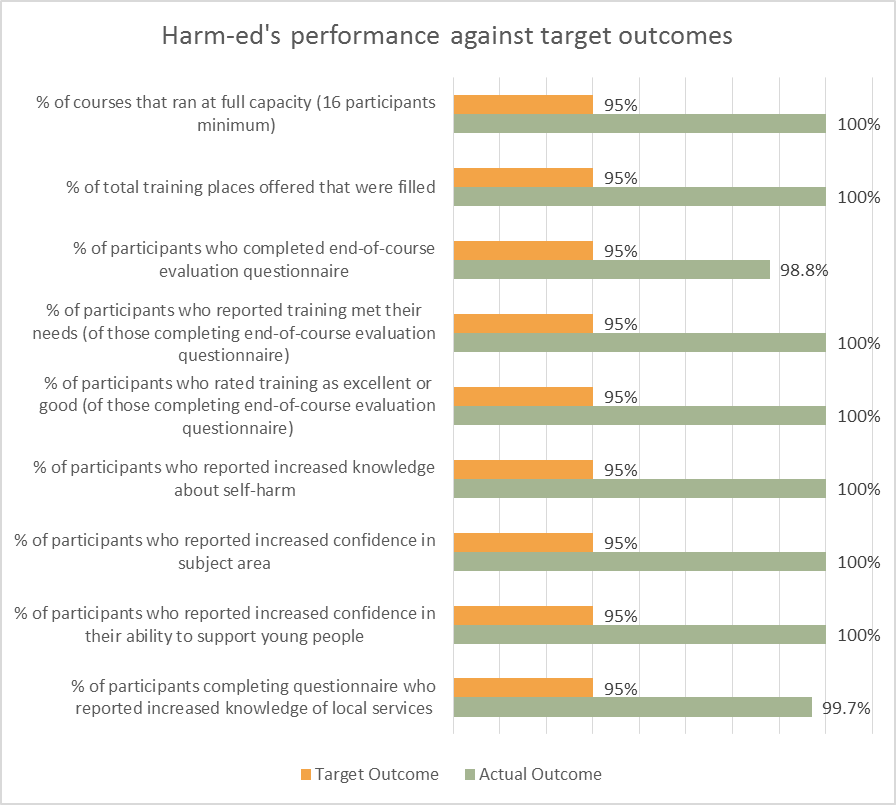 Harm-ed's performance against target outcomes
% of courses that ran at full capacity (16 participants
minimum)
95%
100%
% of total training places offered that were filled
95%
100%
% of participants who completed end-of-course
evaluation questionnaire
95%
98.8%
% of participants who reported training met their
needs (of those completing end-of-course evaluation
questionnaire)
95%
100%
% of participants who rated training as excellent or
good (of those completing end-of-course evaluation
questionnaire)
95%
100%
% of participants who reported increased knowledge
about self-harm
95%
100%
% of participants who reported increased confidence in
subject area
95%
100%
% of participants who reported increased confidence in
their ability to support young people
95%
100%
% of participants completing questionnaire who
reported increased knowledge of local services
95%
99.7%
Target Outcome
Actual Outcome